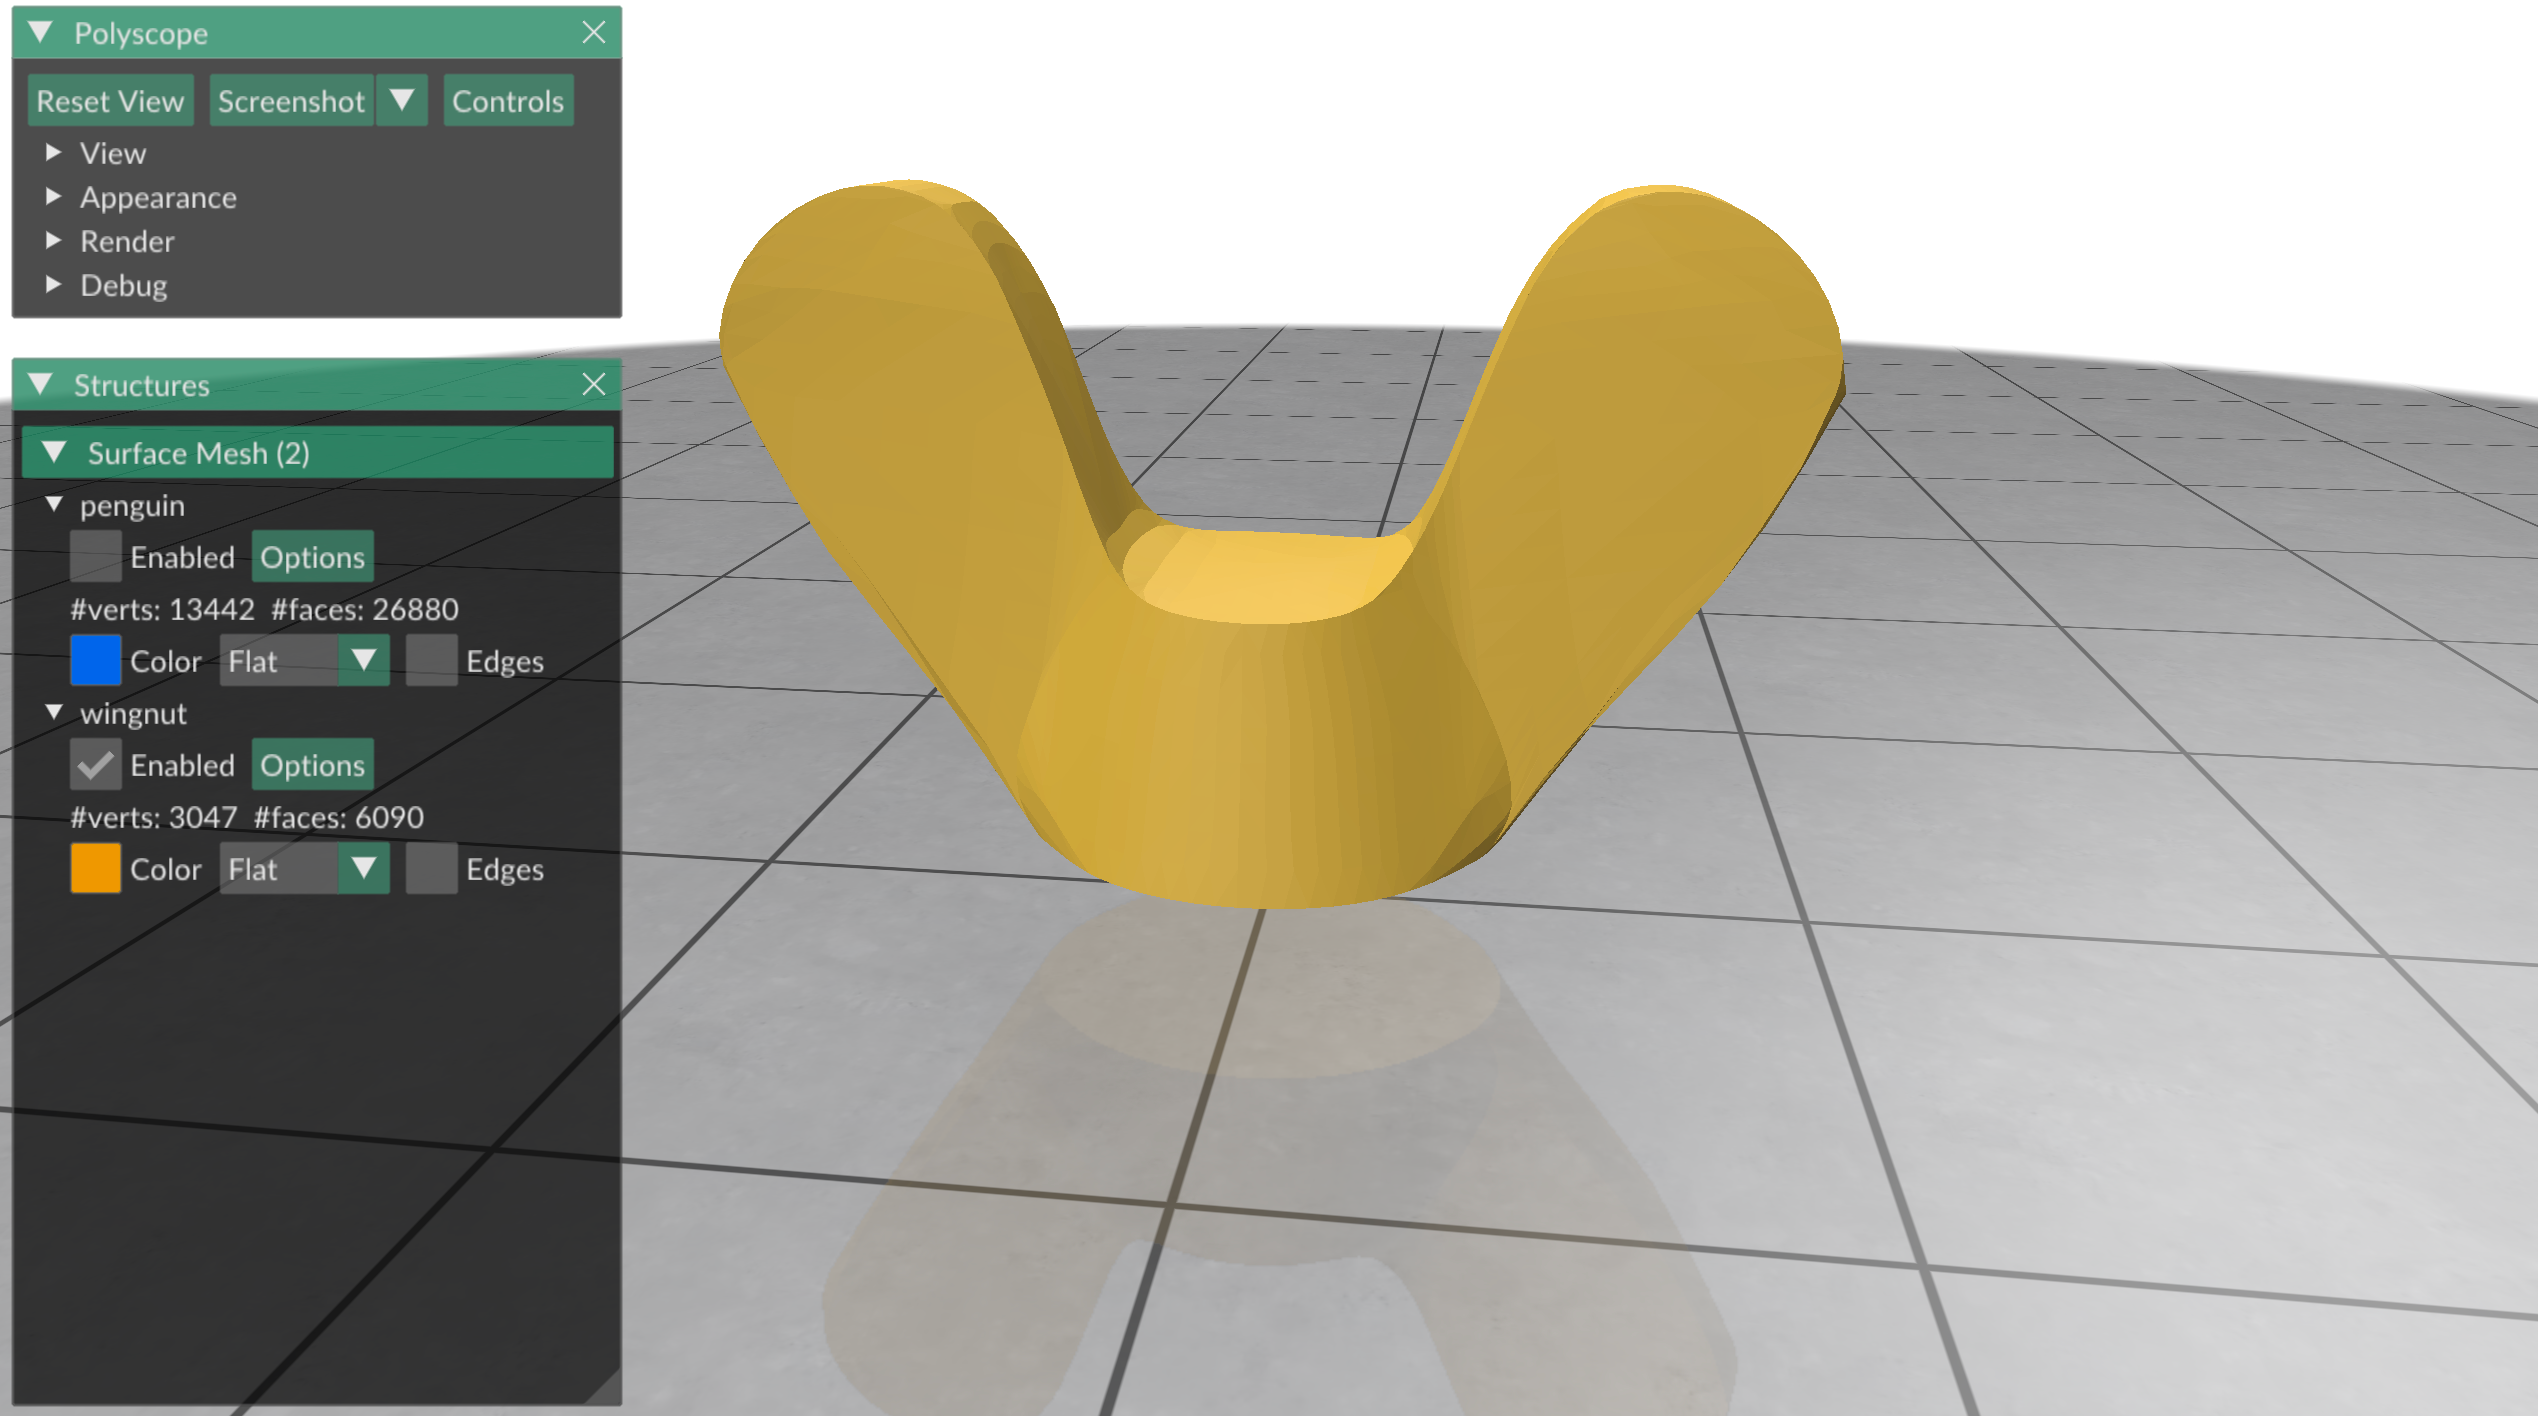 Polyscope
Reset View Screenshot Controls
View
Appearance
Render
Debug
Structures
Surface Mesh (2)
penguin
Enabled Options
#verts: 13442 #faces: 26880
Color Flat Edges
wingnut
Enabled Options
#verts: 3047 #faces: 6090
Color Flat Edges